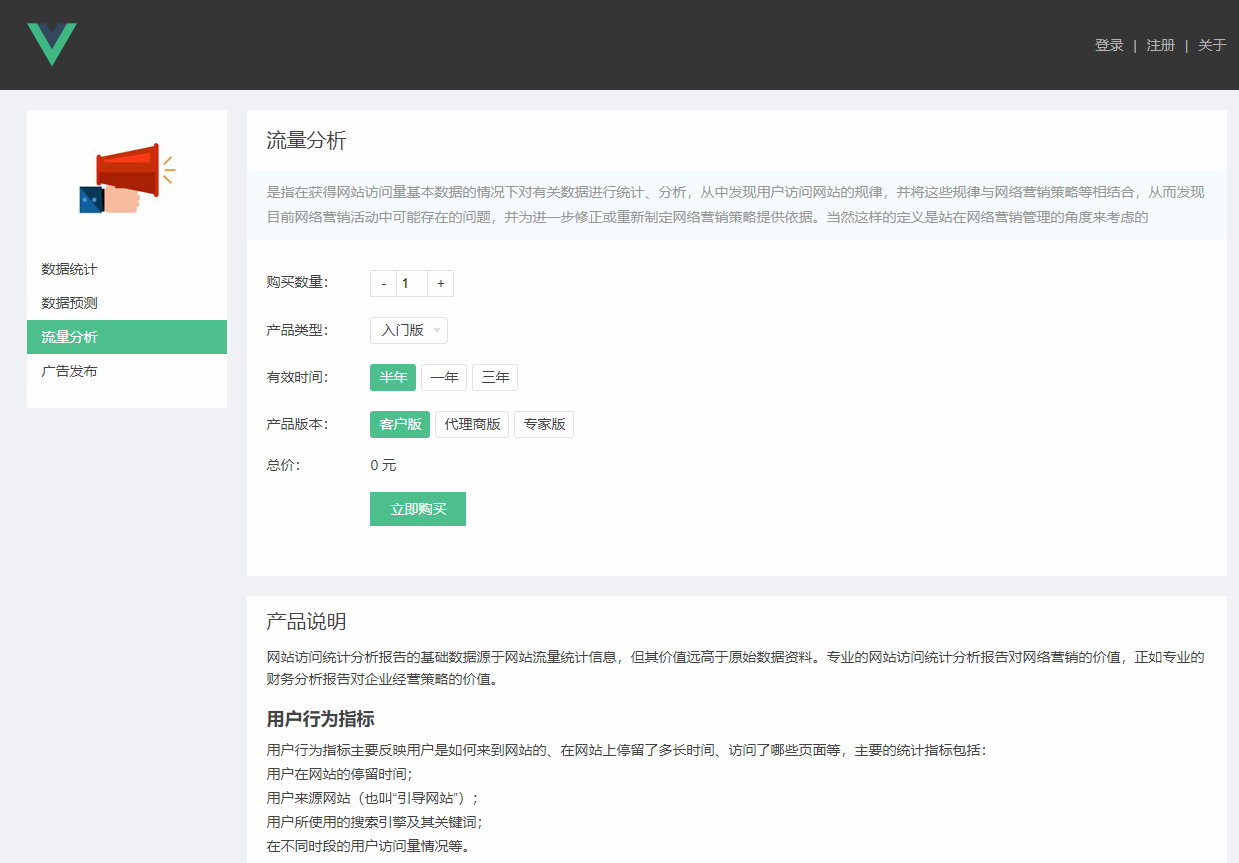 登录 | 注册 | 关于
数据统计
数据预测
流量分析
广告发布
流量分析
是指在获得网站访问量基本数据的情况下对有关数据进行统计、分析，从中发现用户访问网站的规律，并将这些规律与网络营销策略等相结合，从而发现
目前网络营销活动中可能存在的问题，并为进一步修正或重新制定网络营销策略提供依据。当然这样的定义是站在网络营销管理的角度来考虑的
购买数量： - 1 +
产品类型： 入门版
有效时间： 半年 一年 三年
产品版本： 客户版 代理商版 专家版
总价： 0 元
立即购买
产品说明
网站访问统计分析报告的基础数据源于网站流量统计信息，但其价值远高于原始数据资料。专业的网站访问统计分析报告对网络营销的价值，正如专业的
财务分析报告对企业经营策略的价值。
用户行为指标
用户行为指标主要反映用户是如何来到网站的、在网站上停留了多长时间、访问了哪些页面等，主要的统计指标包括：
用户在网站的停留时间；
用户来源网站（也叫“引导网站”）；
用户所使用的搜索引擎及其关键词；
在不同时段的用户访问量情况等。